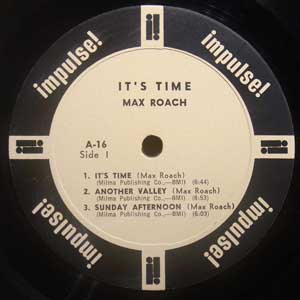 impulse!
impulse!
IT'S TIME
MAX ROACH
A-16
Side 1
1. IT'S TIME (Max Roach)
(Milma Publishing Co.,—BMI) (6:44)
2. ANOTHER VALLEY (Max Roach)
(Milma Publishing Co.,—BMI) (8:53)
3. SUNDAY AFTERNOON (Max Roach)
(Milma Publishing Co.,—BMI) (6:03)
impulse!
impulse!